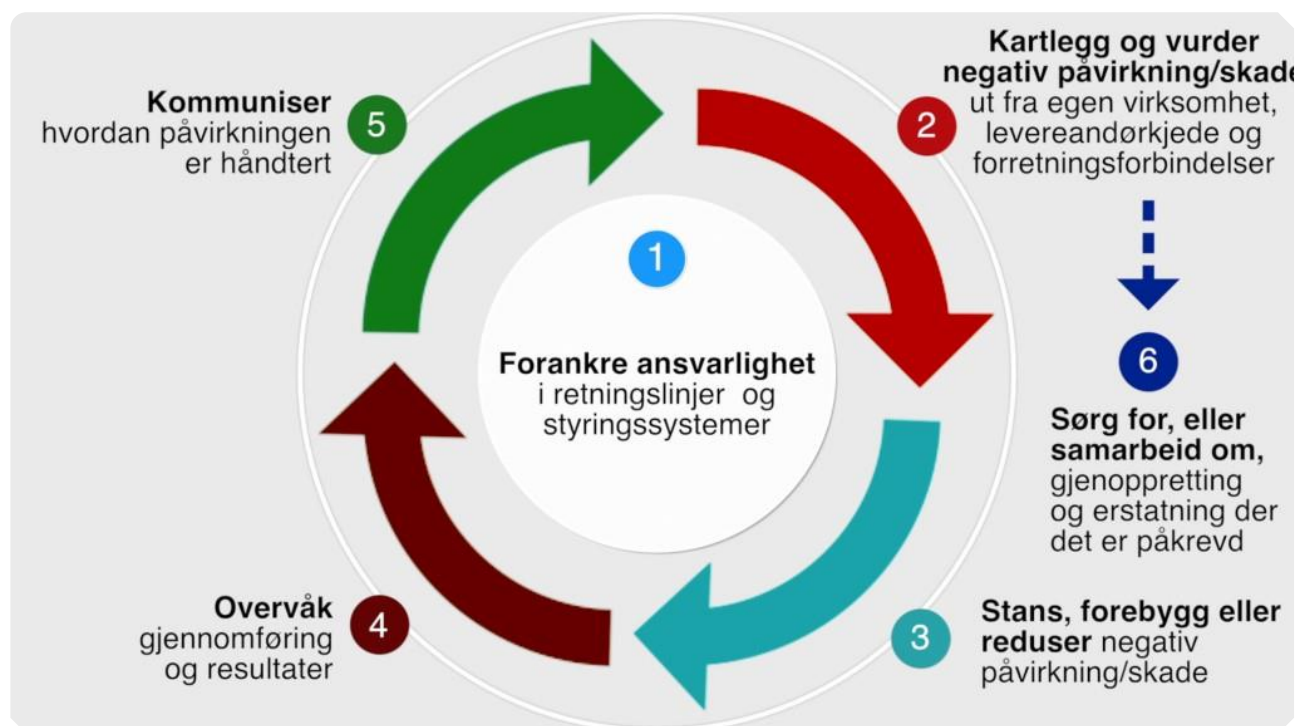 1
Forankre ansvarlighet
i retningslinjer og
styringssystemer
2
Kartlegg og vurder
negativ påvirkning/skade
ut fra egen virksomhet,
levereandørkjede og
forretningsforbindelser
3
Stans, forebygg eller
reduser negativ
påvirkning/skade
4
Overvåk
gjennomføring
og resultater
5
Kommuniser
hvordan påvirkningen
er håndtert
6
Sørg for, eller
samarbeid om,
gjenoppretting
og erstatning der
det er påkrevd